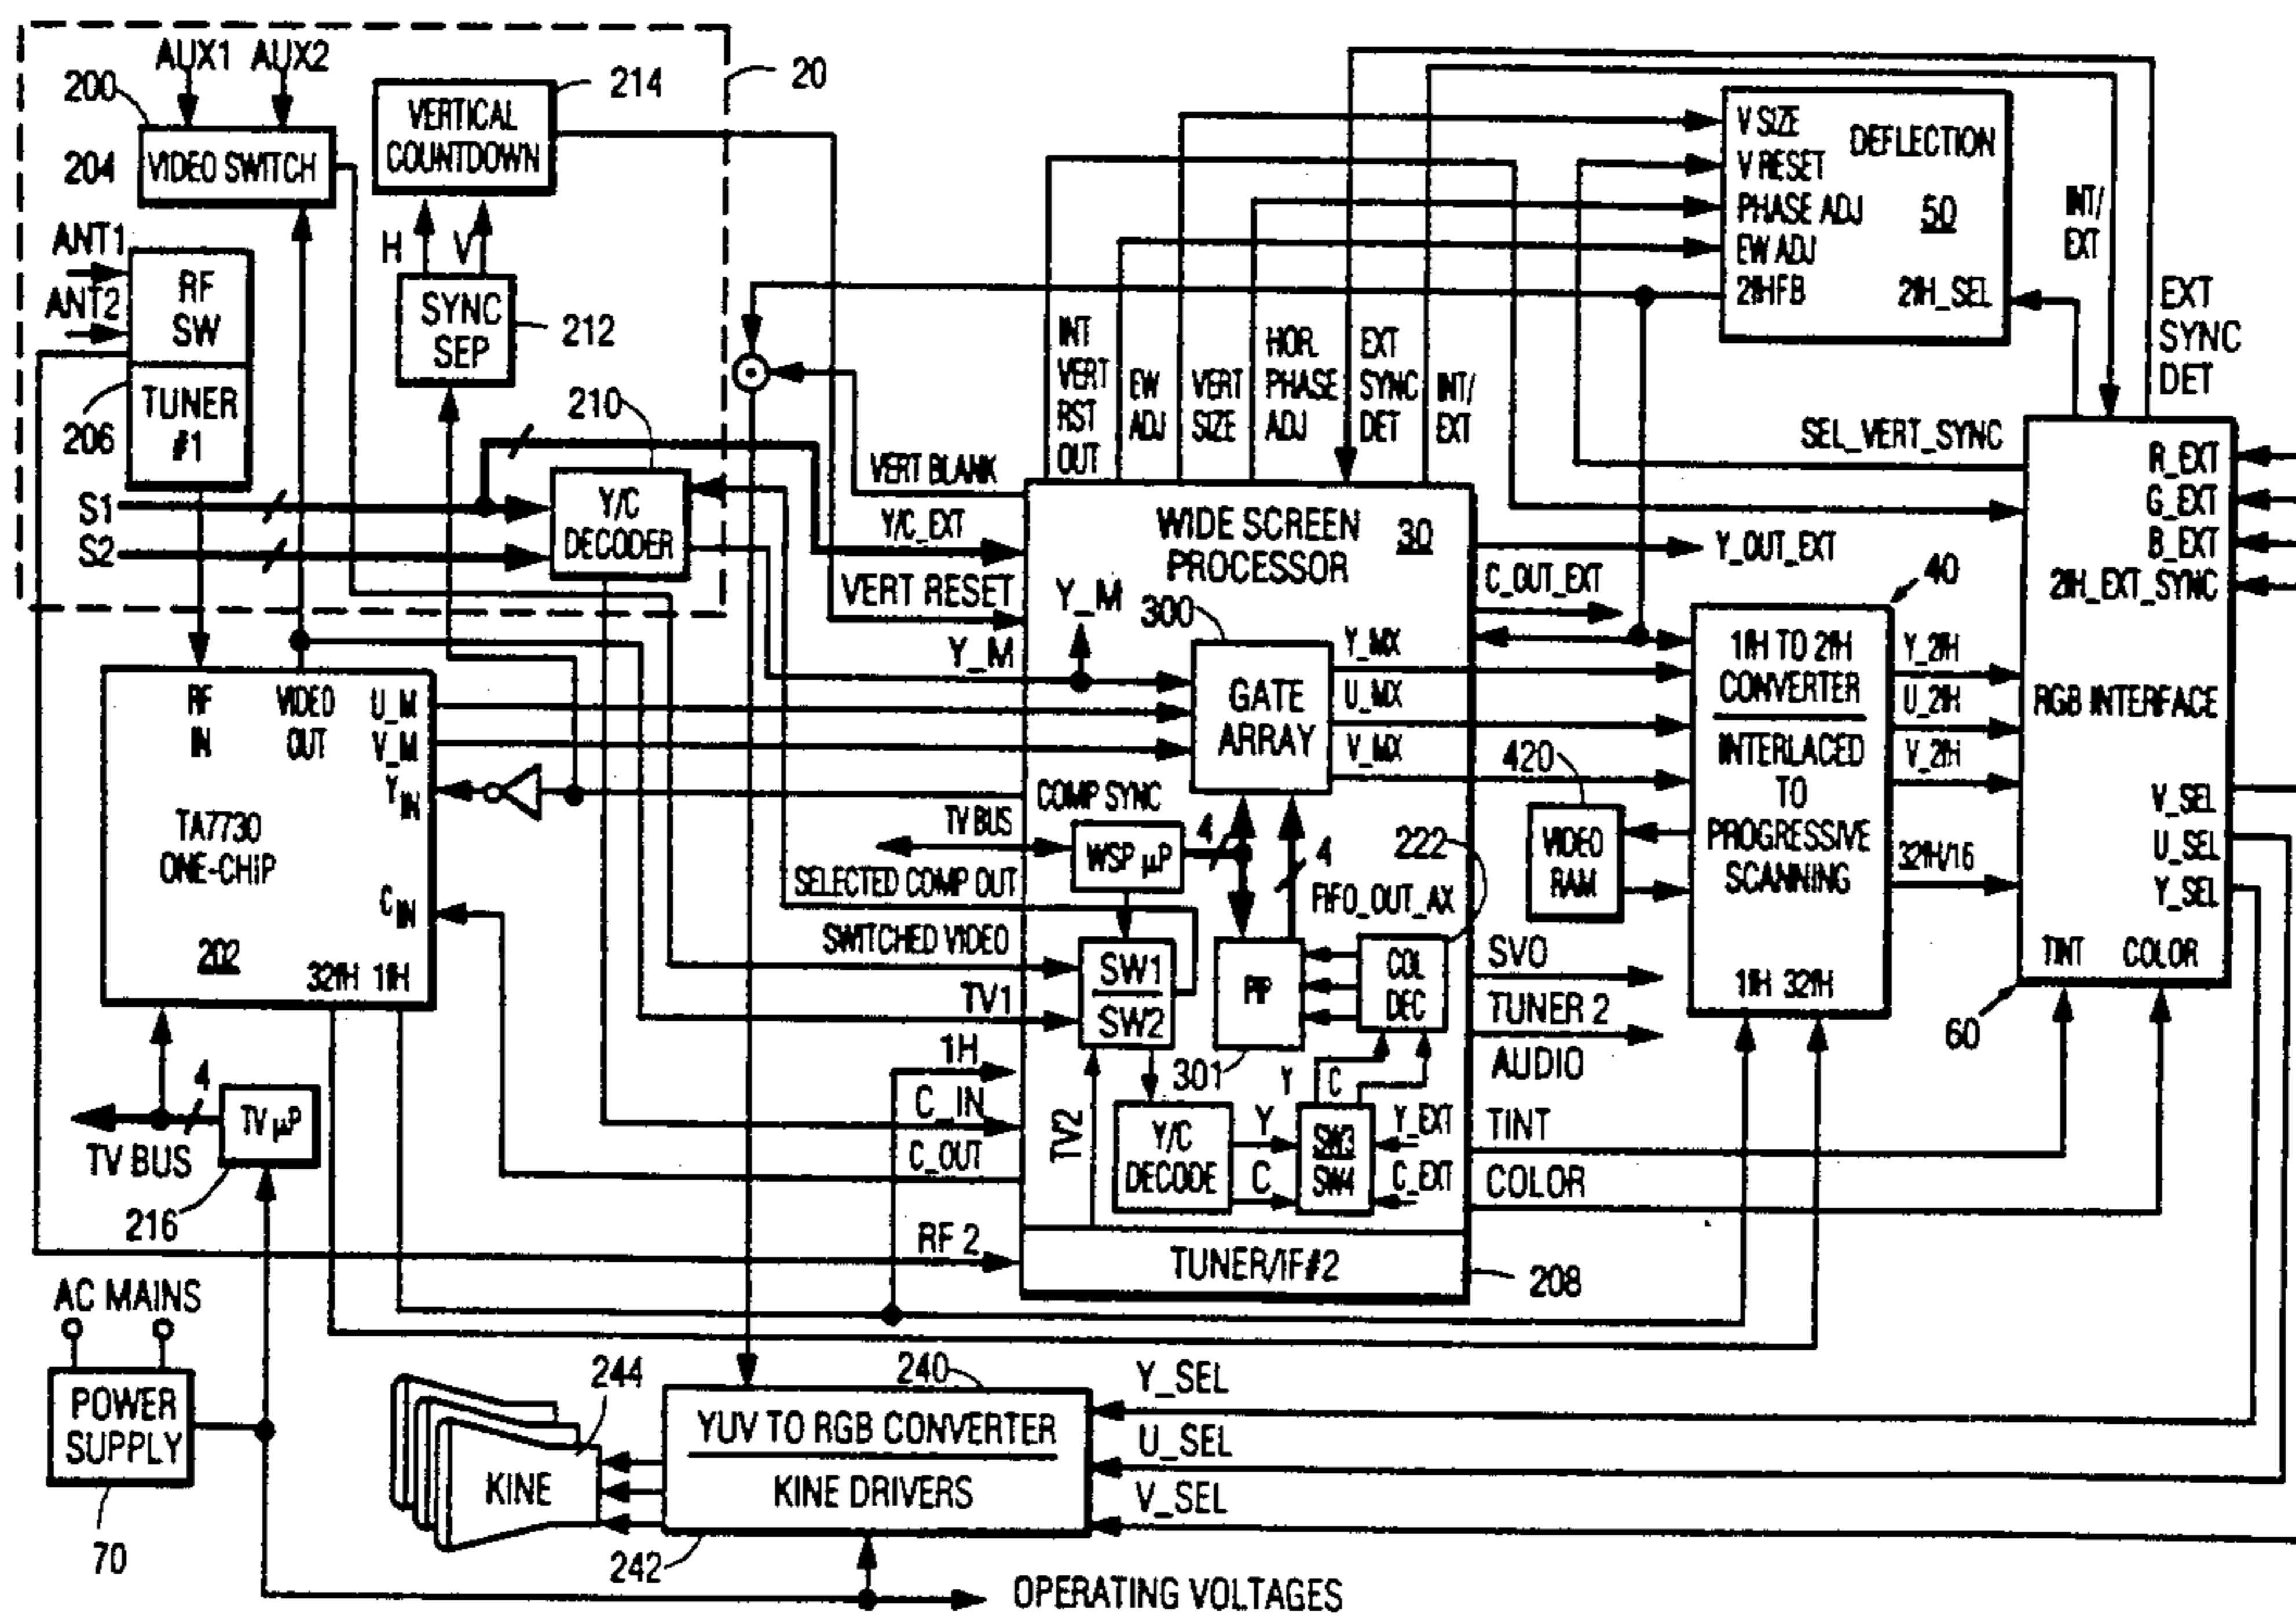 AUX1 AUX2
200
VIDEO SWITCH
204
214
20
VERTICAL
COUNTDOWN
H V
SYNC
SEP
212
ANT1
ANT2
RF
SW
TUNER
#1
206
210
Y/C
DECODER
S1
S2
RF
IN
VIDEO
OUT
U_M
V_M
Y IN
TA7730
ONE-CHIP
C IN
202
32fH 1fH
4
TV BUS
TV µP
216
AC MAINS
POWER
SUPPLY
70
VERT BLANK
Y/C_EXT
VERT RESET
Y_M
Y_M
COMP SYNC
TV BUS
SELECTED COMP OUT
SWITCHED VIDEO
TV1
1H
C_IN
C_OUT
RF 2
INT
VERT
RST
OUT
EW
ADJ
VERT
SIZE
HOR.
PHASE
ADJ
EXT
SYNC
DET
INT/
EXT
WIDE SCREEN
PROCESSOR
30
300
GATE
ARRAY
Y_MX
U_MX
V_MX
WSP µP
4
4
FIFO_OUT_AX
222
SW1
SW2
PIP
COL
DEC
301
Y C
TV2
Y/C
DECODE
Y
C
SW3
SW4
Y_EXT
C_EXT
TUNER/IF#2
208
V SIZE
V RESET
PHASE ADJ
EW ADJ
2fHFB
DEFLECTION
50
2fH_SEL
INT/
EXT
EXT
SYNC
DET
SEL_VERT_SYNC
Y_OUT_EXT
C_OUT_EXT
40
1fH TO 2fH
CONVERTER
INTERLACED
TO
PROGRESSIVE
SCANNING
1fH 32fH
420
VIDEO
RAM
SVO
TUNER 2
AUDIO
TINT
COLOR
Y_2fH
U_2fH
V_2fH
32fH/16
R_EXT
G_EXT
B_EXT
2fH_EXT_SYNC
RGB INTERFACE
V_SEL
U_SEL
Y_SEL
TINT COLOR
60
244
KINE
240
YUV TO RGB CONVERTER
KINE DRIVERS
242
Y_SEL
U_SEL
V_SEL
OPERATING VOLTAGES